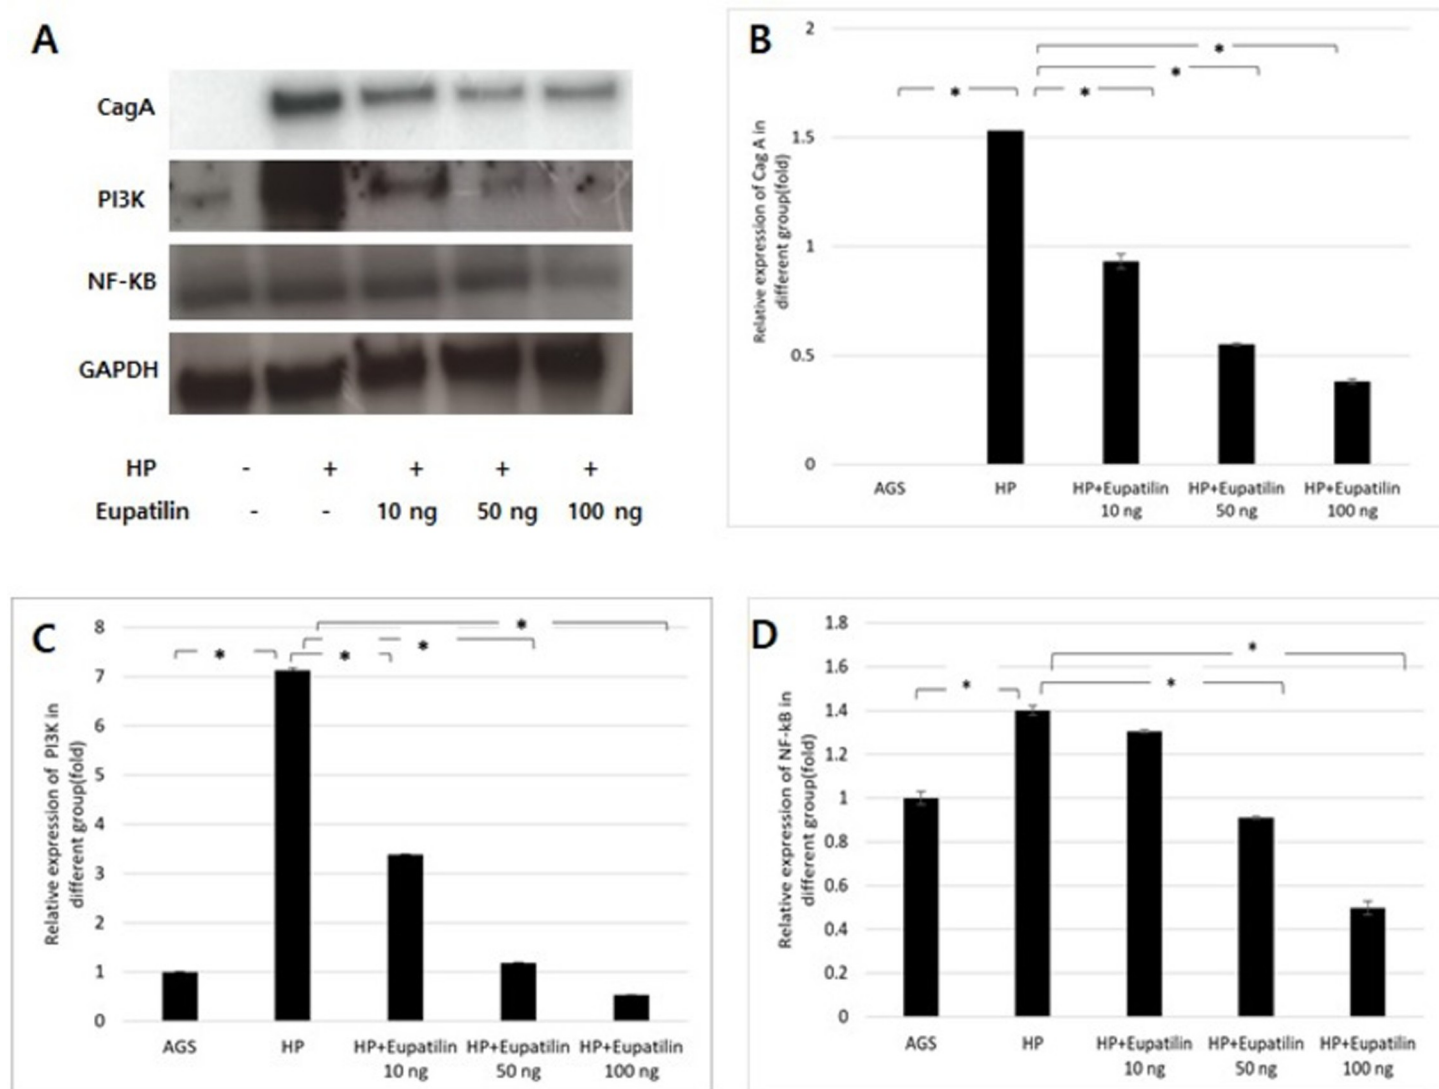 A
CagA
PI3K
NF-KB
GAPDH
HP - + + + +
Eupatilin - - 10 ng 50 ng 100 ng
B
Relative expression of Cag A in
different group(fold)
2
1.5
1
0.5
0
* * * *
AGS HP HP+Eupatilin HP+Eupatilin HP+Eupatilin
10 ng 50 ng 100 ng
C
Relative expression of PI3K in
different group(fold)
8
7
6
5
4
3
2
1
0
* * * *
AGS HP HP+Eupatilin HP+Eupatilin HP+Eupatilin
10 ng 50 ng 100 ng
D
Relative expression of NF-kB in
different group(fold)
1.8
1.6
1.4
1.2
1
0.8
0.6
0.4
0.2
0
* * *
AGS HP HP+Eupatilin HP+Eupatilin HP+Eupatilin
10 ng 50 ng 100 ng